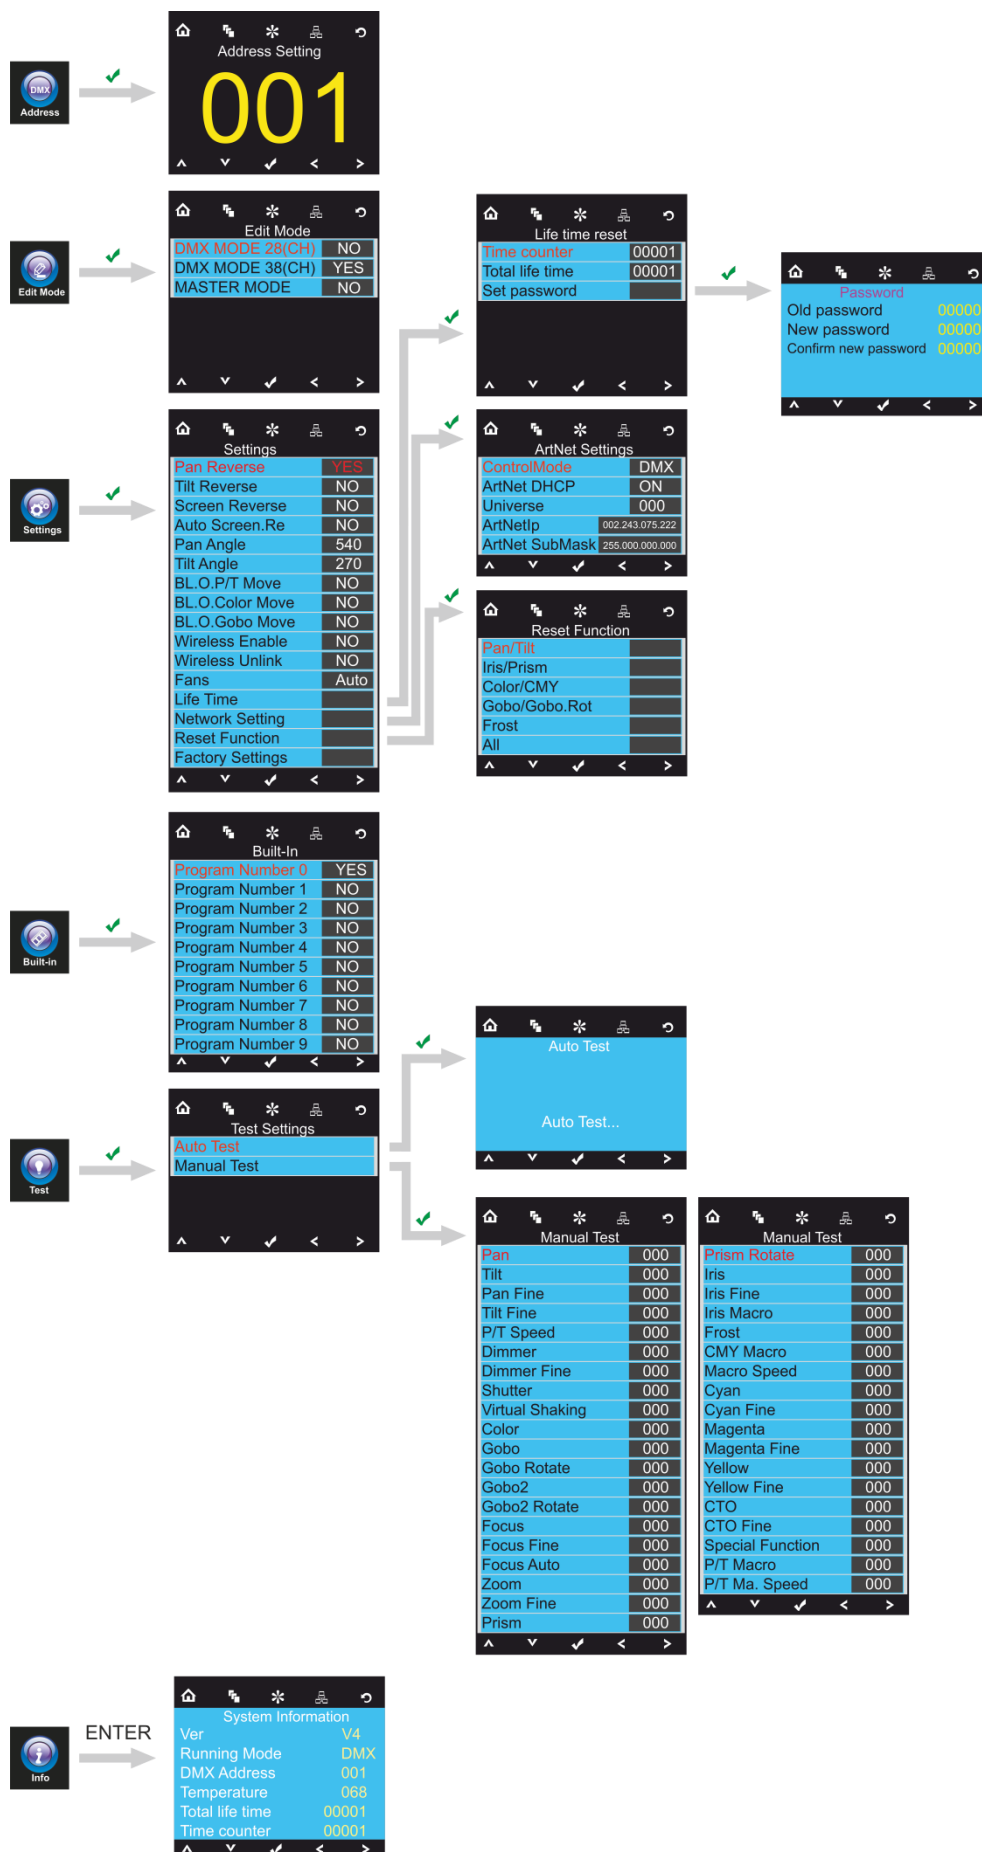 DMX
Address
Address Setting
001
Edit Mode
Edit Mode
DMX MODE 28(CH) NO
DMX MODE 38(CH) YES
MASTER MODE NO
Life time reset
Time counter 00001
Total life time 00001
Set password
Password
Old password 00000
New password 00000
Confirm new password 00000
Settings
Settings
Pan Reverse YES
Tilt Reverse NO
Screen Reverse NO
Auto Screen.Re NO
Pan Angle 540
Tilt Angle 270
BL.O.P/T Move NO
BL.O.Color Move NO
BL.O.Gobo Move NO
Wireless Enable NO
Wireless Unlink NO
Fans Auto
Life Time
Network Setting
Reset Function
Factory Settings
ArtNet Settings
ControlMode DMX
ArtNet DHCP ON
Universe 000
ArtNetIp 002.243.075.222
ArtNet SubMask 255.000.000.000
Reset Function
Pan/Tilt
Iris/Prism
Color/CMY
Gobo/Gobo.Rot
Frost
All
Built-in
Built-In
Program Number 0 YES
Program Number 1 NO
Program Number 2 NO
Program Number 3 NO
Program Number 4 NO
Program Number 5 NO
Program Number 6 NO
Program Number 7 NO
Program Number 8 NO
Program Number 9 NO
Test
Test Settings
Auto Test
Manual Test
Auto Test
Auto Test...
Manual Test
Pan 000
Tilt 000
Pan Fine 000
Tilt Fine 000
P/T Speed 000
Dimmer 000
Dimmer Fine 000
Shutter 000
Virtual Shaking 000
Color 000
Gobo 000
Gobo Rotate 000
Gobo2 000
Gobo2 Rotate 000
Focus 000
Focus Fine 000
Focus Auto 000
Zoom 000
Zoom Fine 000
Prism 000
Manual Test
Prism Rotate 000
Iris 000
Iris Fine 000
Iris Macro 000
Frost 000
CMY Macro 000
Macro Speed 000
Cyan 000
Cyan Fine 000
Magenta 000
Magenta Fine 000
Yellow 000
Yellow Fine 000
CTO 000
CTO Fine 000
Special Function 000
P/T Macro 000
P/T Ma. Speed 000
Info
ENTER
System Information
Ver V4
Running Mode DMX
DMX Address 001
Temperature 068
Total life time 00001
Time counter 00001